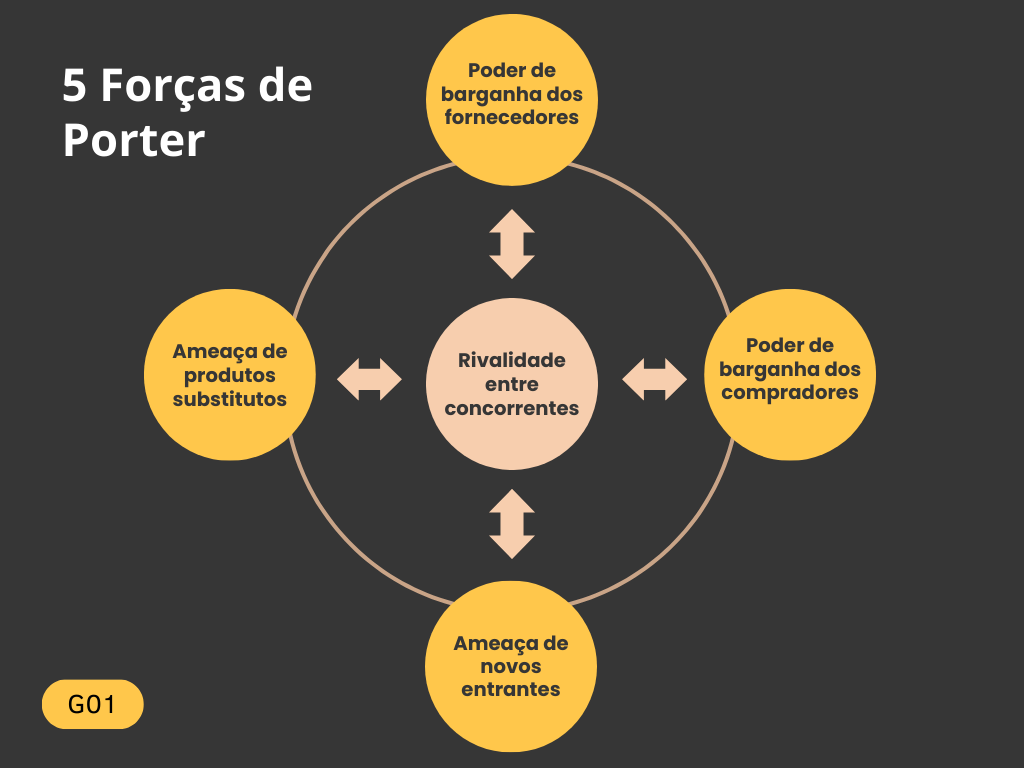 5 Forças de
Porter
Poder de
barganha dos
fornecedores
Ameaça de
produtos
substitutos
Rivalidade
entre
concorrentes
Poder de
barganha dos
compradores
Ameaça de
novos
entrantes
G01